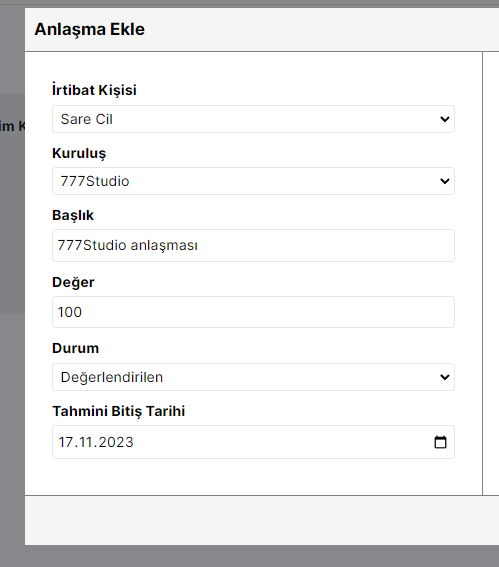 Anlaşma Ekle
im K
İrtibat Kişisi
Sare Cil
Kuruluş
777Studio
Başlık
777Studio anlaşması
Değer
100
Durum
Değerlendirilen
Tahmini Bitiş Tarihi
17.11.2023